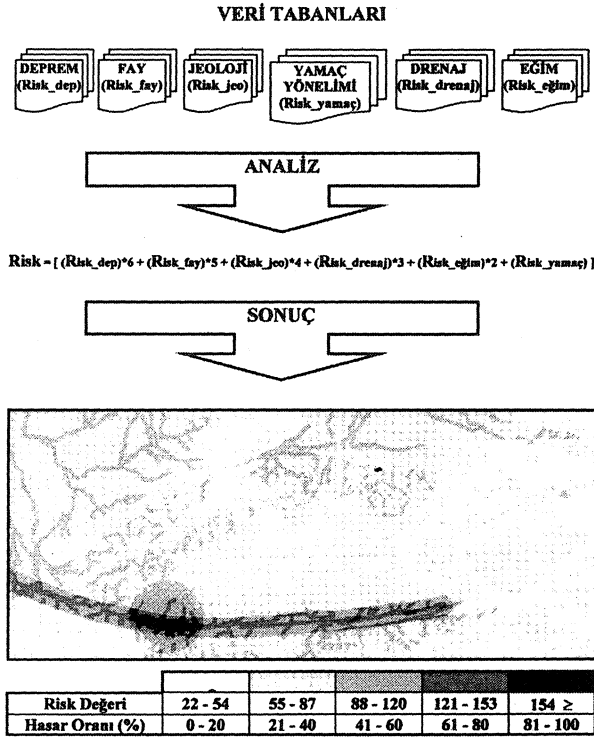 VERİ TABANLARI
DEPREM
(Risk_dep)
FAY
(Risk_fay)
JEOLOJİ
(Risk_jeo)
YAMAÇ
YÖNELİMİ
(Risk_yamaç)
DRENAJ
(Risk_drenaj)
EĞİM
(Risk_eğim)
ANALİZ
Risk = [ (Risk_dep)*6 + (Risk_fay)*5 + (Risk_jeo)*4 + (Risk_drenaj)*3 + (Risk_eğim)*2 + (Risk_yamaç) ]
SONUÇ
Risk Değeri 22 - 54 55 - 87 88 - 120 121 - 153 154 ≥
Hasar Oranı (%) 0 - 20 21 - 40 41 - 60 61 - 80 81 - 100